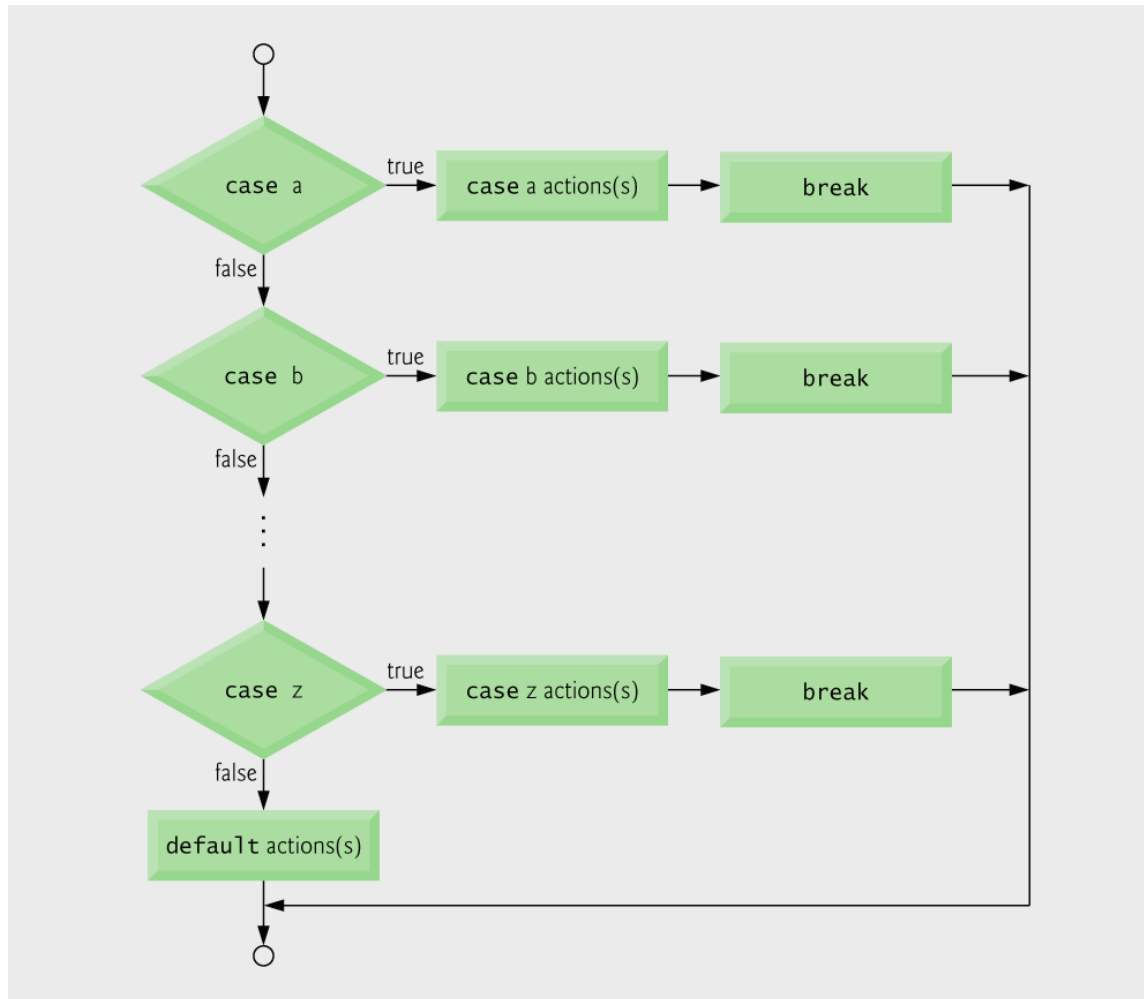 case a
true
case a actions(s)
break
false
case b
true
case b actions(s)
break
false
case z
true
case z actions(s)
break
false
default actions(s)